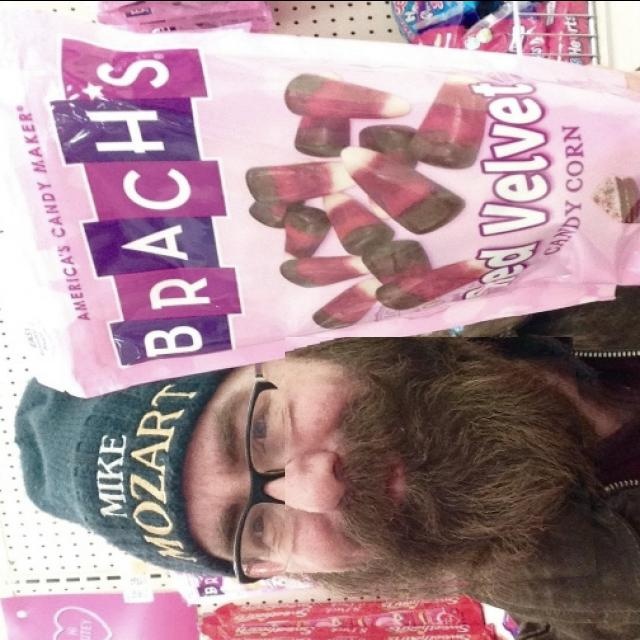 AMERICA'S CANDY MAKER®
BRACH'S
Red Velvet
CANDY CORN
MIKE
MOZART